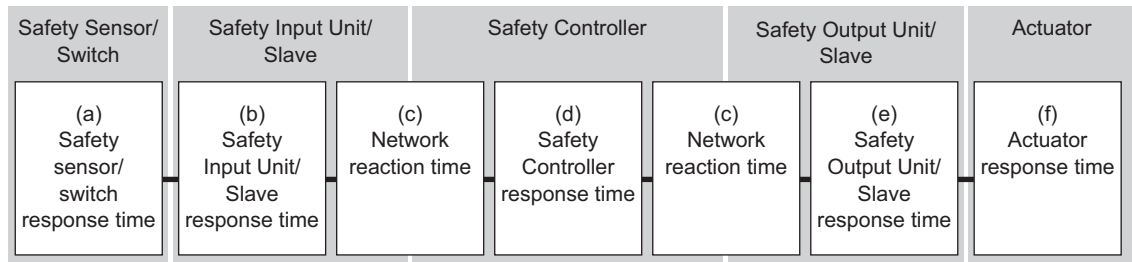 Safety Sensor/
Switch
Safety Input Unit/
Slave
Safety Controller
Safety Output Unit/
Slave
Actuator
(a)
Safety
sensor/
switch
response time
(b)
Safety
Input Unit/
Slave
response time
(c)
Network
reaction time
(d)
Safety
Controller
response time
(c)
Network
reaction time
(e)
Safety
Output Unit/
Slave
response time
(f)
Actuator
response time